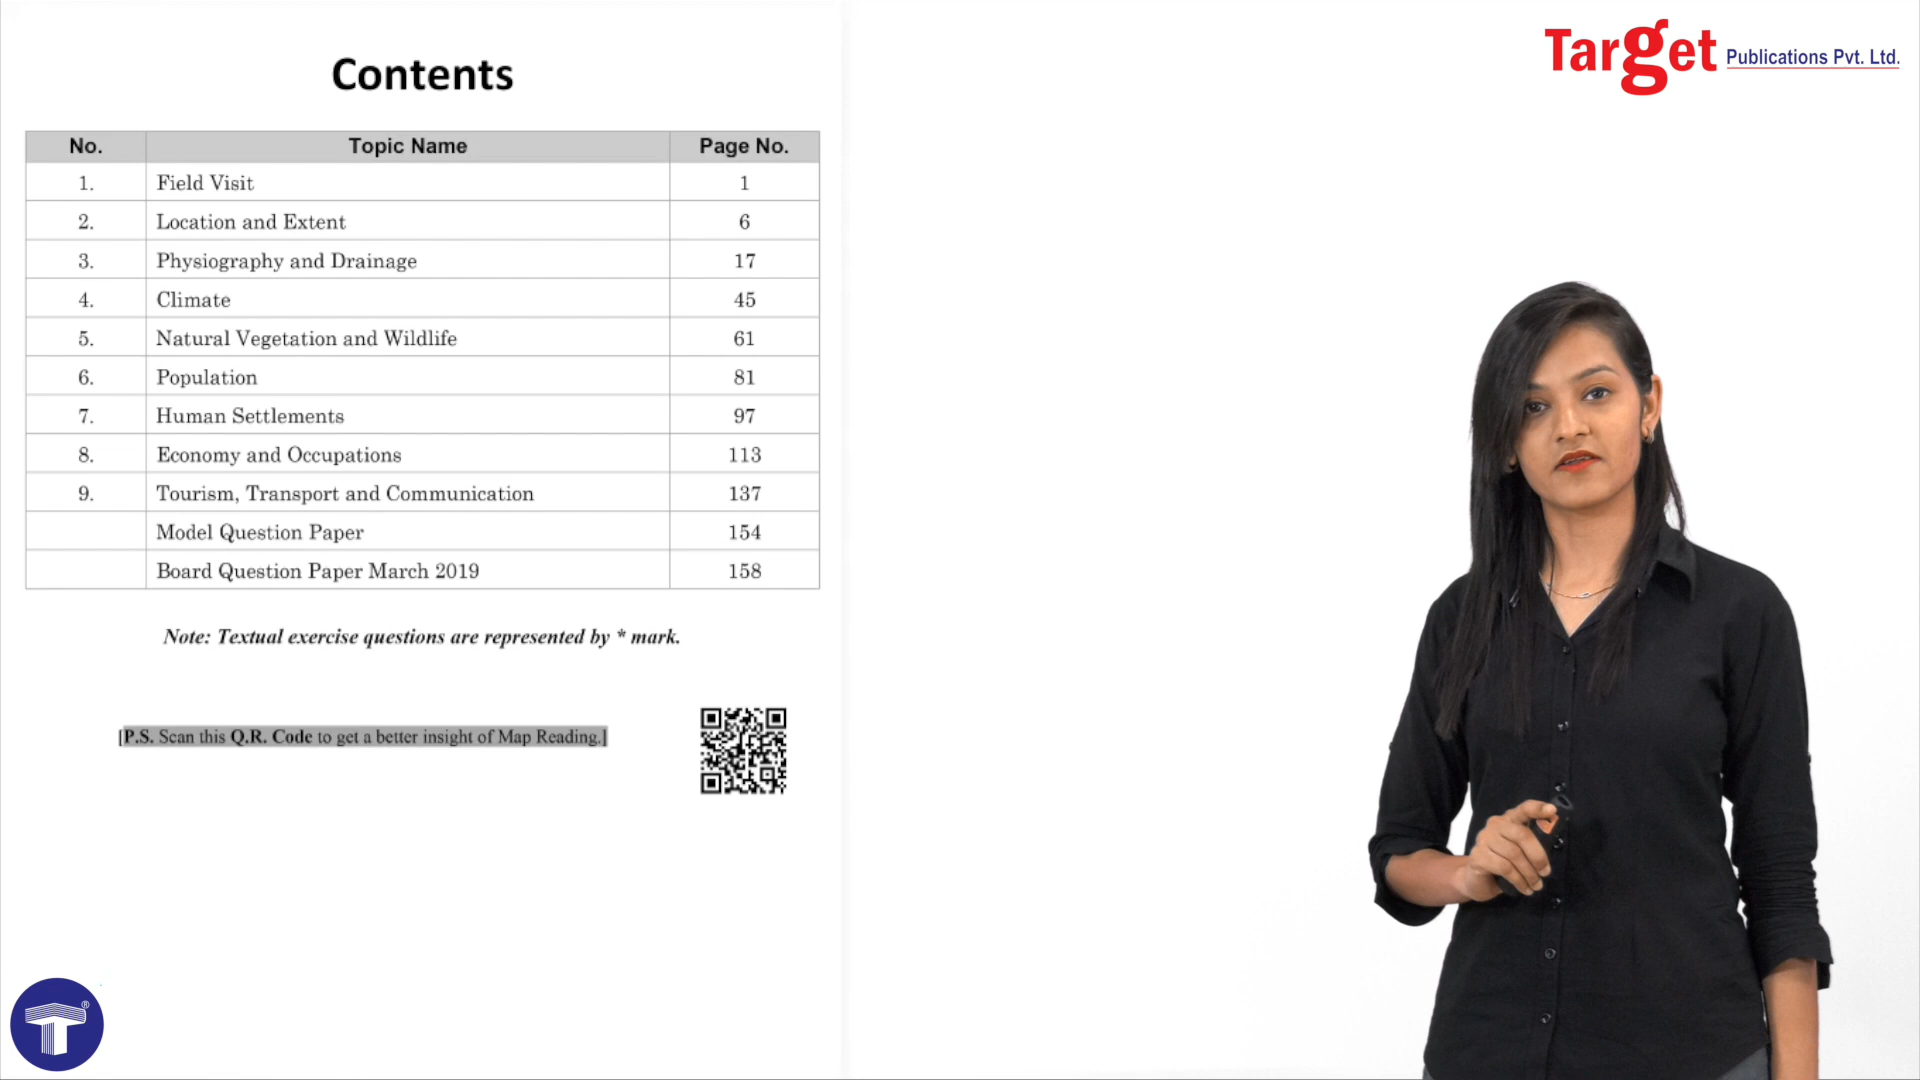 Contents
Target Publications Pvt. Ltd.
No. Topic Name Page No.
1. Field Visit 1
2. Location and Extent 6
3. Physiography and Drainage 17
4. Climate 45
5. Natural Vegetation and Wildlife 61
6. Population 81
7. Human Settlements 97
8. Economy and Occupations 113
9. Tourism, Transport and Communication 137
Model Question Paper 154
Board Question Paper March 2019 158
Note: Textual exercise questions are represented by * mark.
[P.S. Scan this Q.R. Code to get a better insight of Map Reading.]
T®